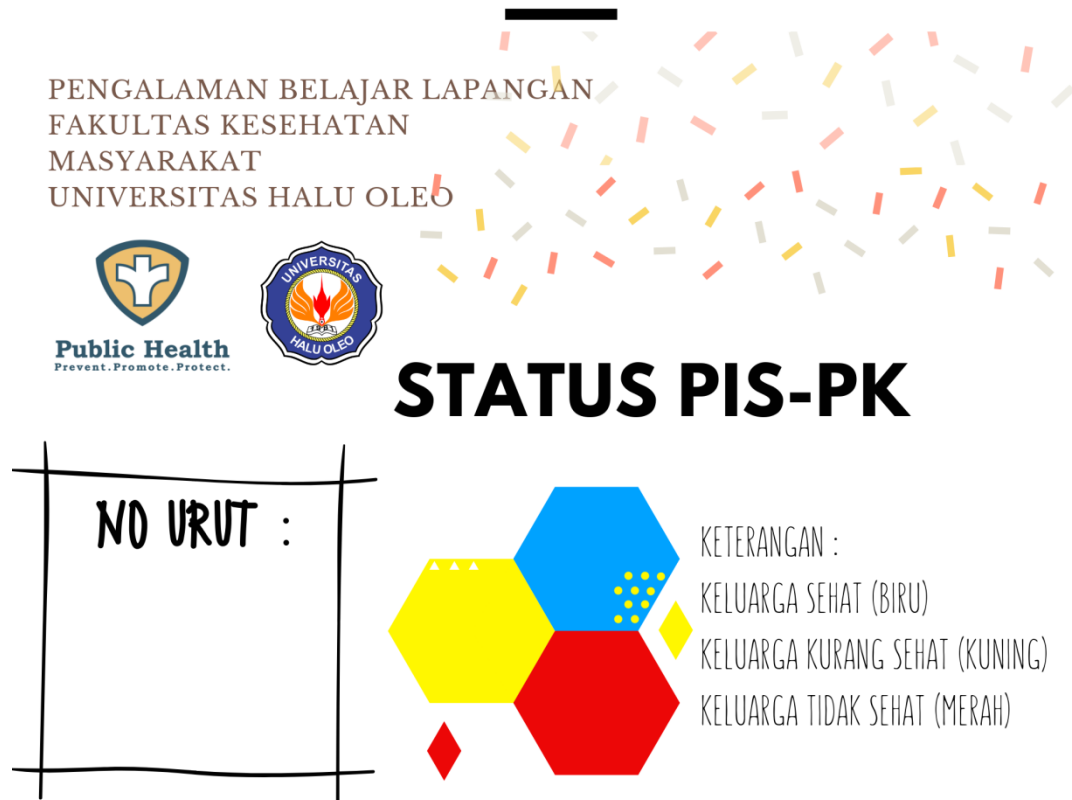 PENGALAMAN BELAJAR LAPANGAN
FAKULTAS KESEHATAN
MASYARAKAT
UNIVERSITAS HALU OLEO
Public Health
Prevent.Promote.Protect.
UNIVERSITAS
HALU OLEO
STATUS PIS-PK
NO URUT :
KETERANGAN :
KELUARGA SEHAT (BIRU)
KELUARGA KURANG SEHAT (KUNING)
KELUARGA TIDAK SEHAT (MERAH)